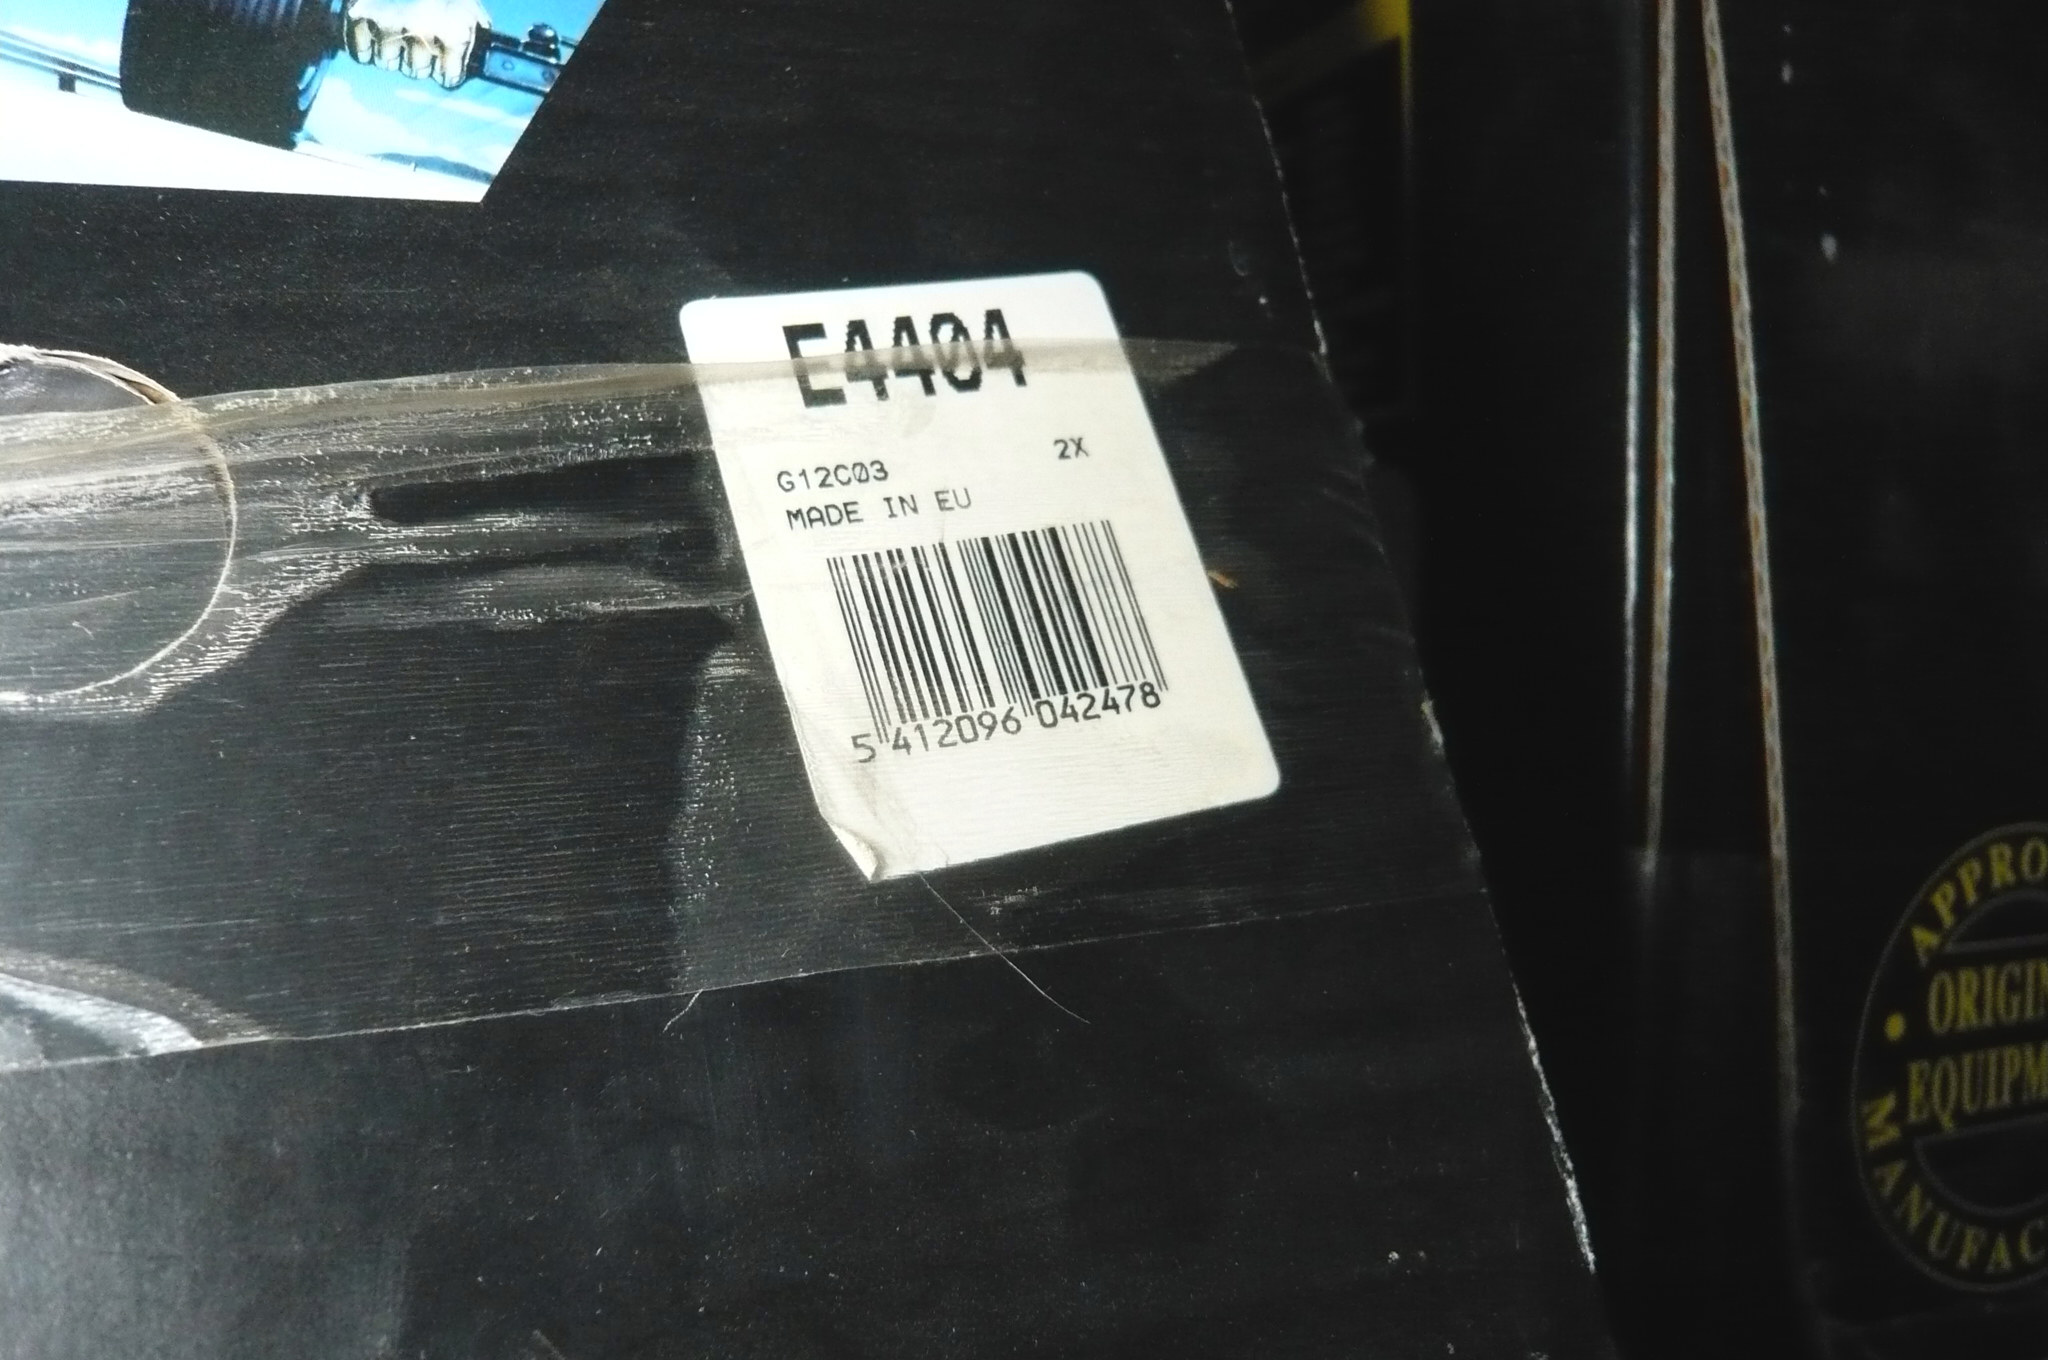 E4404
2X
G12C03
MADE IN EU
5 412096 042478
APPRO
ORIGIN
EQUIPM
MANUFAC